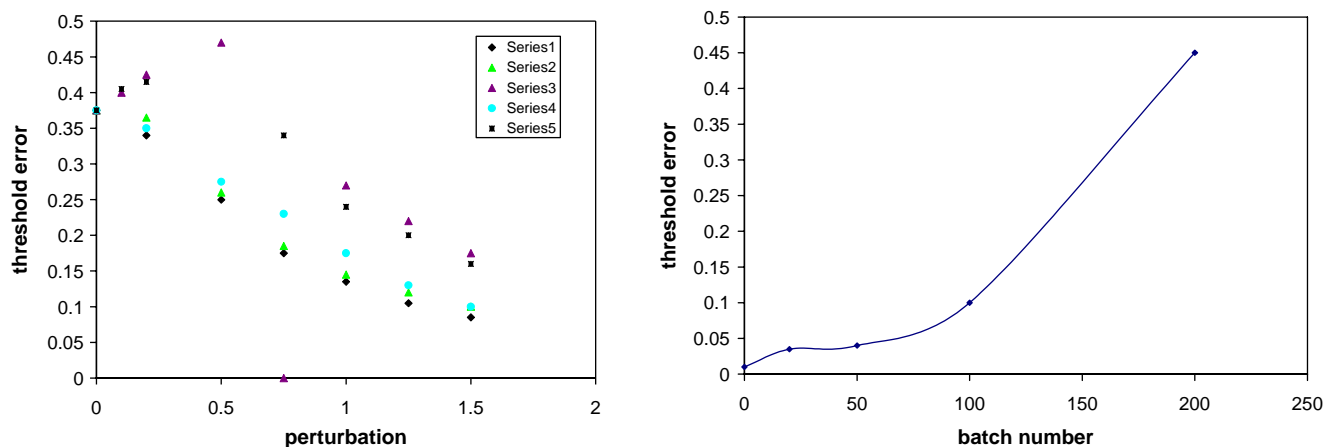 0.5
0.45
0.4
0.35
0.3
0.25
0.2
0.15
0.1
0.05
0
threshold error
0 0.5 1 1.5 2
perturbation
Series1
Series2
Series3
Series4
Series5
0.5
0.45
0.4
0.35
0.3
0.25
0.2
0.15
0.1
0.05
0
threshold error
0 50 100 150 200 250
batch number